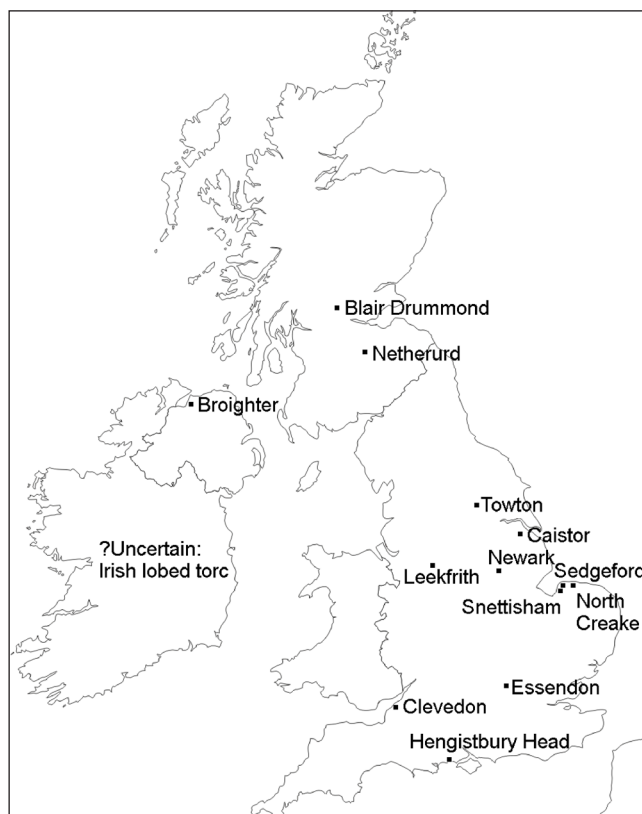 Blair Drummond
Netherurd
Broighter
Towton
Caistor
?Uncertain:
Irish lobed torc
Newark
Sedgeford
Leekfrith
Snettisham
North
Creake
Essendon
Clevedon
Hengistbury Head